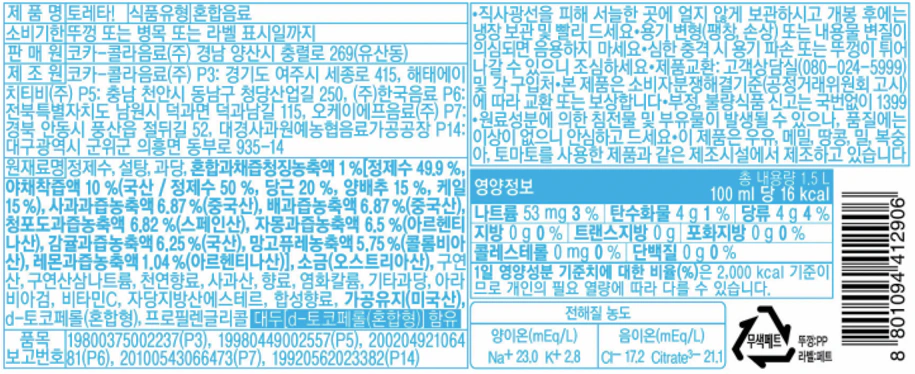 제 품 명 토레타! 식품유형 혼합음료
소비기한 뚜껑 또는 병목 또는 라벨 표시일까지
판 매 원 코카-콜라음료(주) 경남 양산시 충렬로 269(유산동)
제 조 원 코카-콜라음료(주) P3: 경기도 여주시 세종로 415, 해태에이
치티비(주) P5: 충남 천안시 동남구 청당산업길 250, (주)한국음료 P6:
전북특별자치도 남원시 덕과면 덕과남길 115, 오케이에프음료(주) P7:
경북 안동시 풍산읍 절뒤길 52, 대경사과원예농협음료가공공장 P14:
대구광역시 군위군 의흥면 동부로 935-14
원재료명 정제수, 설탕, 과당, 혼합과채즙청징농축액 1%[정제수 49.9 %,
야채착즙액 10 %(국산 / 정제수 50 %, 당근 20 %, 양배추 15 %, 케일
15 %), 사과과즙농축액 6.87 %(중국산), 배과즙농축액 6.87 %(중국산),
청포도과즙농축액 6.82 %(스페인산), 자몽과즙농축액 6.5 %(아르헨티
나산), 감귤과즙농축액 6.25 %(국산), 망고퓨레농축액 5.75 %(콜롬비아
산), 레몬과즙농축액 1.04 %(아르헨티나산)], 소금(오스트리아산), 구연
산, 구연산삼나트륨, 천연향료, 사과산, 향료, 염화칼륨, 기타과당, 아라
비아검, 비타민C, 자당지방산에스테르, 합성향료, 가공유지(미국산),
d-토코페롤(혼합형), 프로필렌글리콜 대두 [d-토코페롤(혼합형)] 함유
품목 19800375002237(P3), 19980449002557(P5), 200204921064
보고번호 81(P6), 20100543066473(P7), 19920562023382(P14)
•직사광선을 피해 서늘한 곳에 얼지 않게 보관하시고 개봉 후에는
냉장 보관 및 빨리 드세요•용기 변형(팽창, 손상) 또는 내용물 변질이
의심되면 음용하지 마세요•심한 충격 시 용기 파손 또는 뚜껑이 튀어
나갈 수 있으니 조심하세요•제품교환: 고객상담실(080-024-5999)
및 각 구입처•본 제품은 소비자분쟁해결기준(공정거래위원회 고시)
에 따라 교환 또는 보상합니다•부정, 불량식품 신고는 국번없이 1399
•원료성분에 의한 침전물 및 부유물이 발생될 수 있으나, 품질에는
이상이 없으니 안심하고 드세요•이 제품은 우유, 메밀, 땅콩, 밀, 복숭
아, 토마토를 사용한 제품과 같은 제조시설에서 제조하고 있습니다
영양정보 총 내용량 1.5 L
100 ml 당 16 kcal
나트륨 53 mg 3 % 탄수화물 4 g 1 % 당류 4 g 4 %
지방 0 g 0 % 트랜스지방 0 g 포화지방 0 g 0 %
콜레스테롤 0 mg 0 % 단백질 0 g 0 %
1일 영양성분 기준치에 대한 비율(%)은 2,000 kcal 기준이
므로 개인의 필요 열량에 따라 다를 수 있습니다.
전해질 농도
양이온(mEq/L) 음이온(mEq/L)
Na+ 23,0 K+ 2,8 Cl− 17,2 Citrate3− 21,1
무색페트
뚜껑:PP
라벨:페트
8 801094 412906